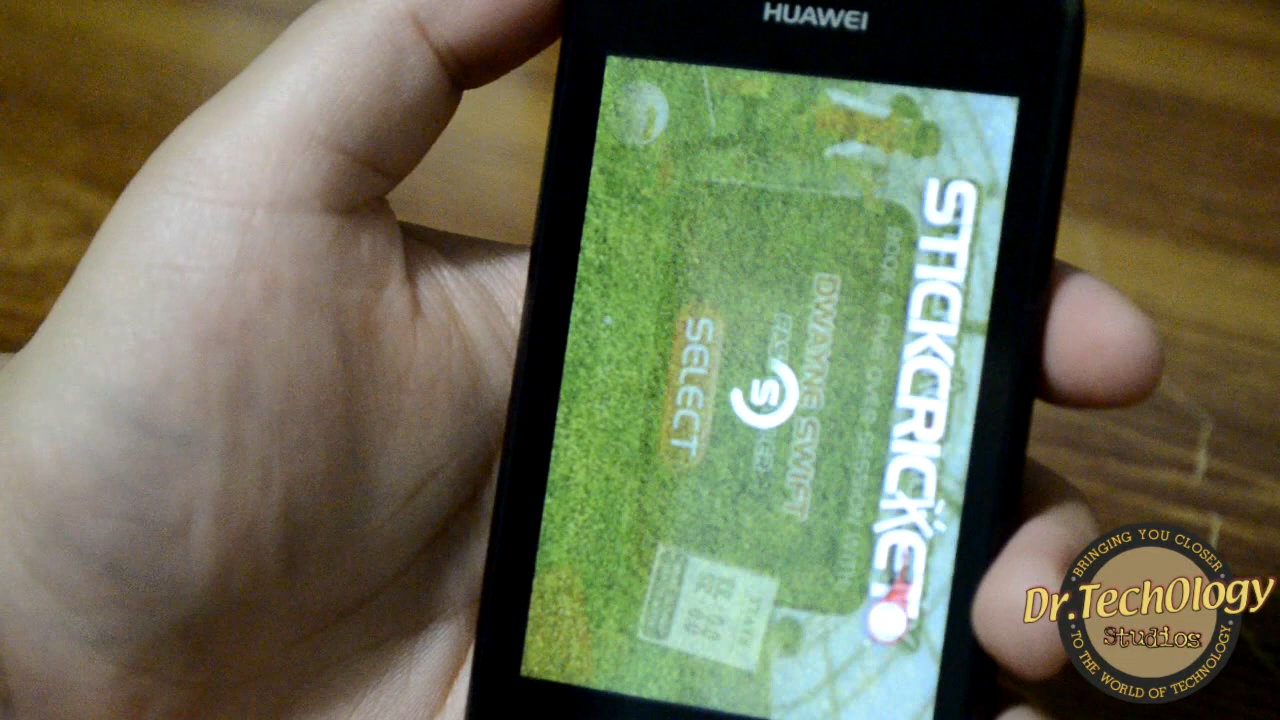 HUAWEI
STICKCRICKET
DWAYNE SWIFT
S
SELECT
BRINGING YOU CLOSER
Dr.TechOlogy
Studios
TO THE WORLD OF TECHNOLOGY